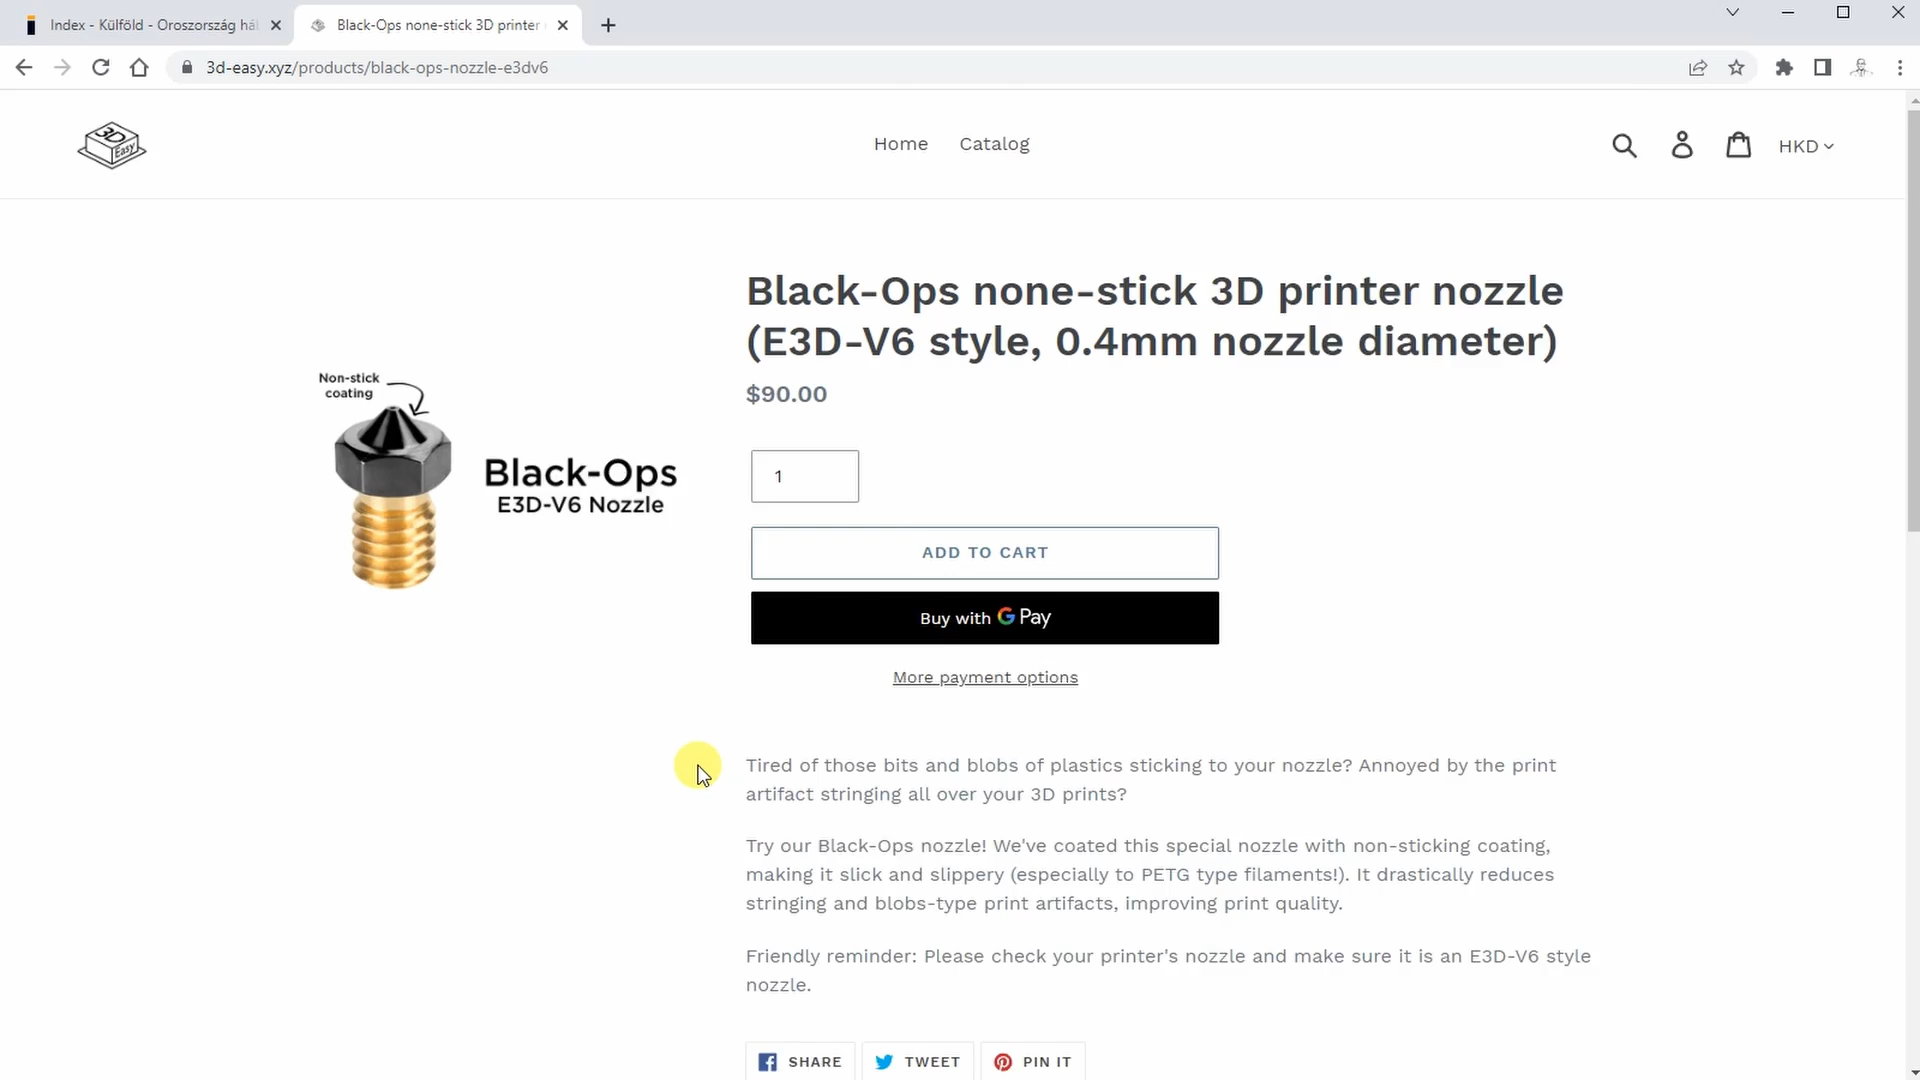 Index - Külföld - Oroszország hál
Black-Ops none-stick 3D printer
3d-easy.xyz/products/black-ops-nozzle-e3dv6
3D
Easy
Home
Catalog
HKD
Black-Ops none-stick 3D printer nozzle
(E3D-V6 style, 0.4mm nozzle diameter)
$90.00
Non-stick
coating
Black-Ops
E3D-V6 Nozzle
1
ADD TO CART
Buy with G Pay
More payment options
Tired of those bits and blobs of plastics sticking to your nozzle? Annoyed by the print
artifact stringing all over your 3D prints?
Try our Black-Ops nozzle! We've coated this special nozzle with non-sticking coating,
making it slick and slippery (especially to PETG type filaments!). It drastically reduces
stringing and blobs-type print artifacts, improving print quality.
Friendly reminder: Please check your printer's nozzle and make sure it is an E3D-V6 style
nozzle.
SHARE
TWEET
PIN IT